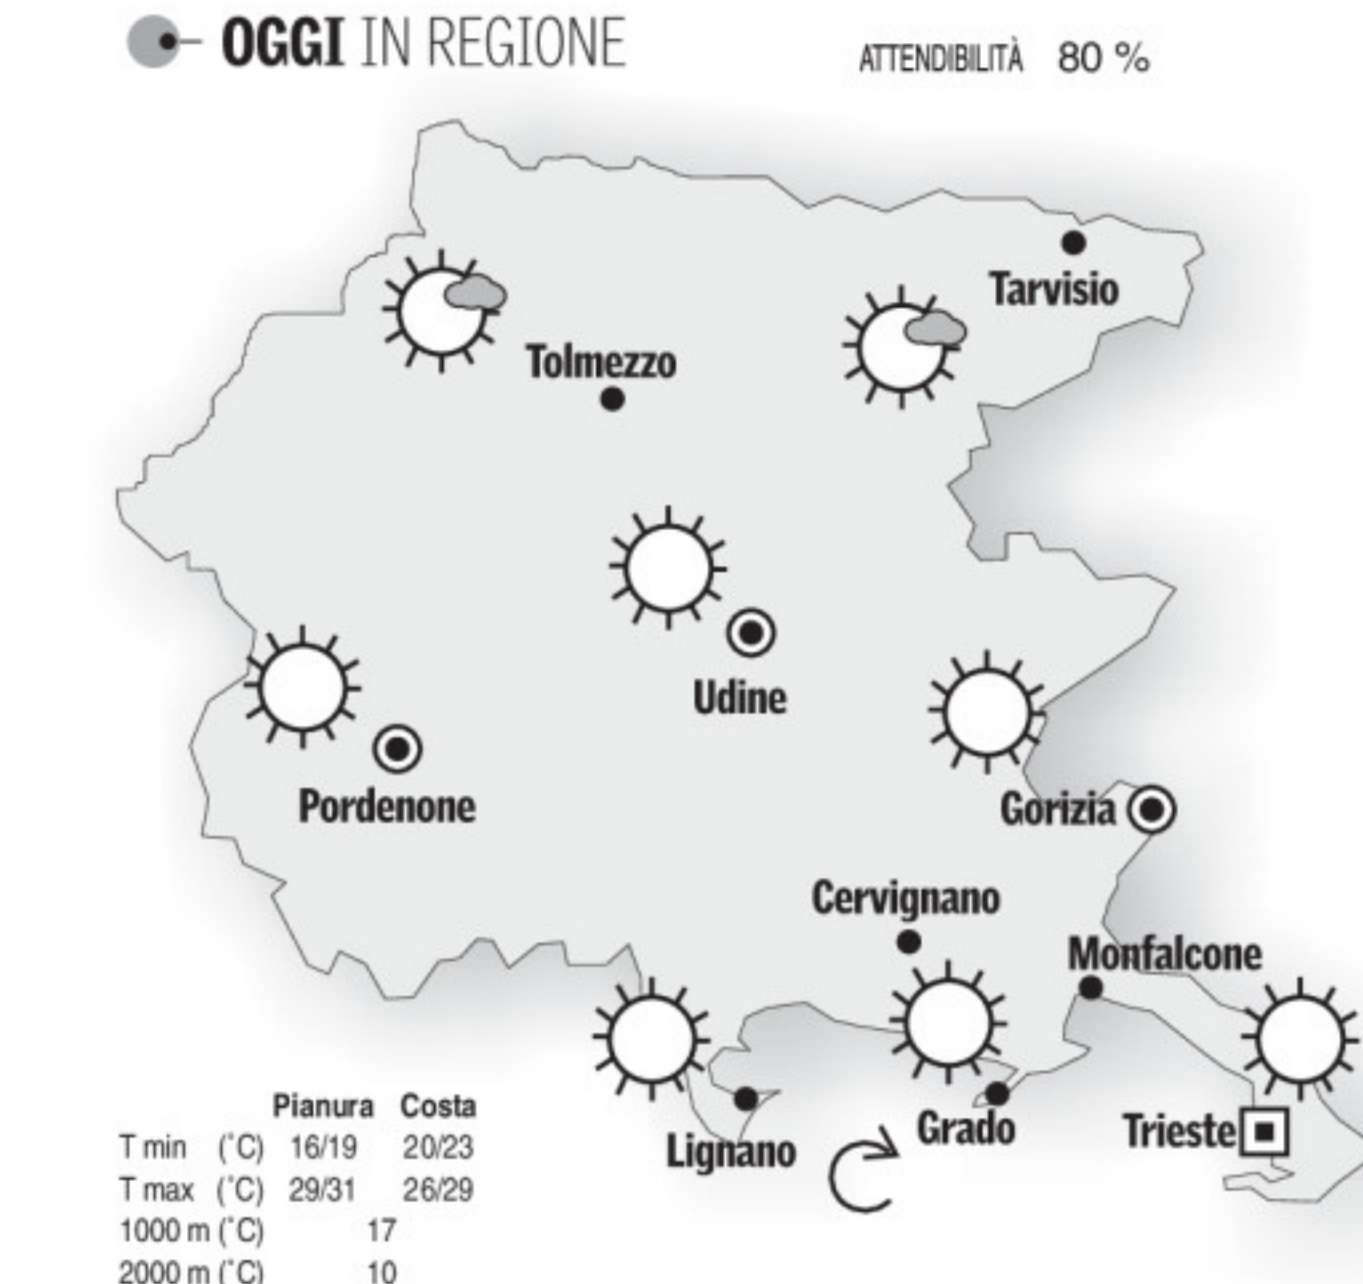 OGGI IN REGIONE
ATTENDIBILITÀ 80 %
Tarvisio
Tolmezzo
Udine
Pordenone
Gorizia
Cervignano
Monfalcone
Grado
Trieste
Lignano
Pianura Costa
T min (°C) 16/19 20/23
T max (°C) 29/31 26/29
1000 m (°C) 17
2000 m (°C) 10